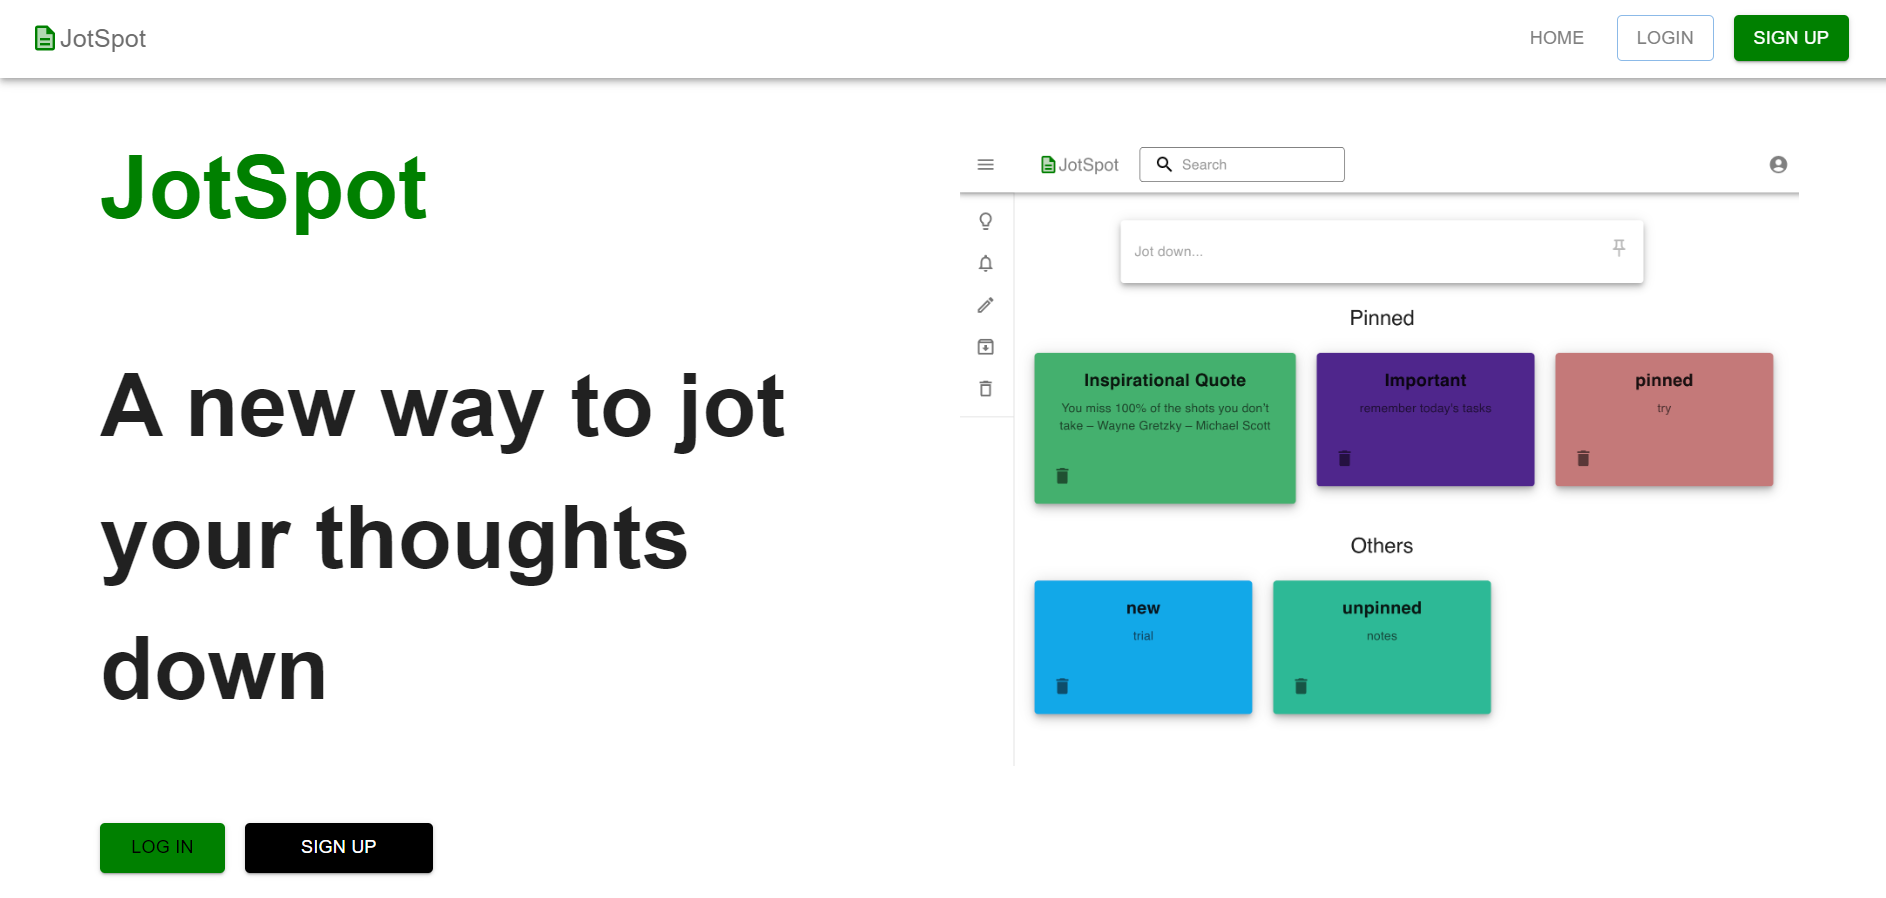 JotSpot
HOME
LOGIN
SIGN UP
JotSpot
A new way to jot
your thoughts
down
LOG IN
SIGN UP
JotSpot
Search
Jot down...
Pinned
Inspirational Quote
You miss 100% of the shots you don't
take – Wayne Gretzky – Michael Scott
Important
remember today's tasks
pinned
try
Others
new
trial
unpinned
notes